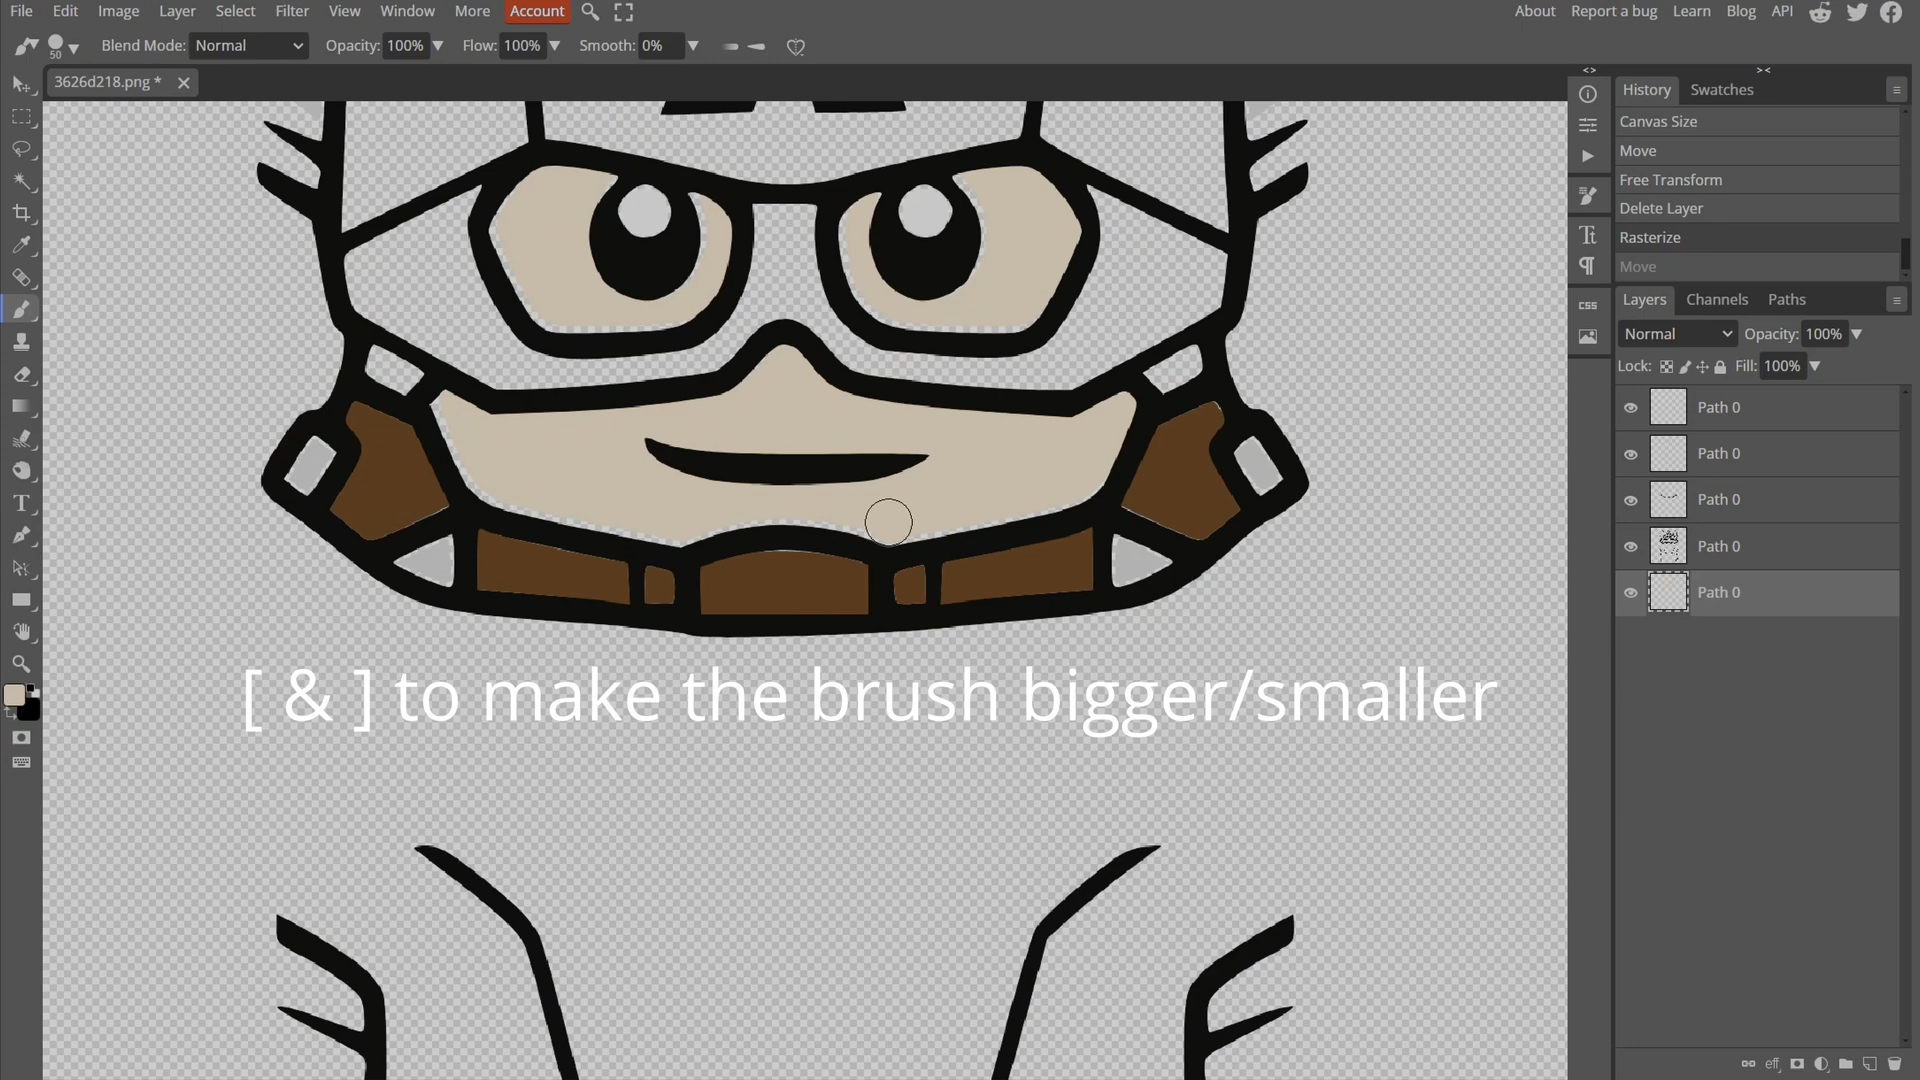 File Edit Image Layer Select Filter View Window More Account
About Report a bug Learn Blog API
50 Blend Mode: Normal Opacity: 100% Flow: 100% Smooth: 0%
3626d218.png *
History Swatches
Canvas Size
Move
Free Transform
Delete Layer
Rasterize
Move
CSS
Layers Channels Paths
Normal Opacity: 100%
Lock: Fill: 100%
Path 0
Path 0
Path 0
Path 0
Path 0
[ & ] to make the brush bigger/smaller
eff